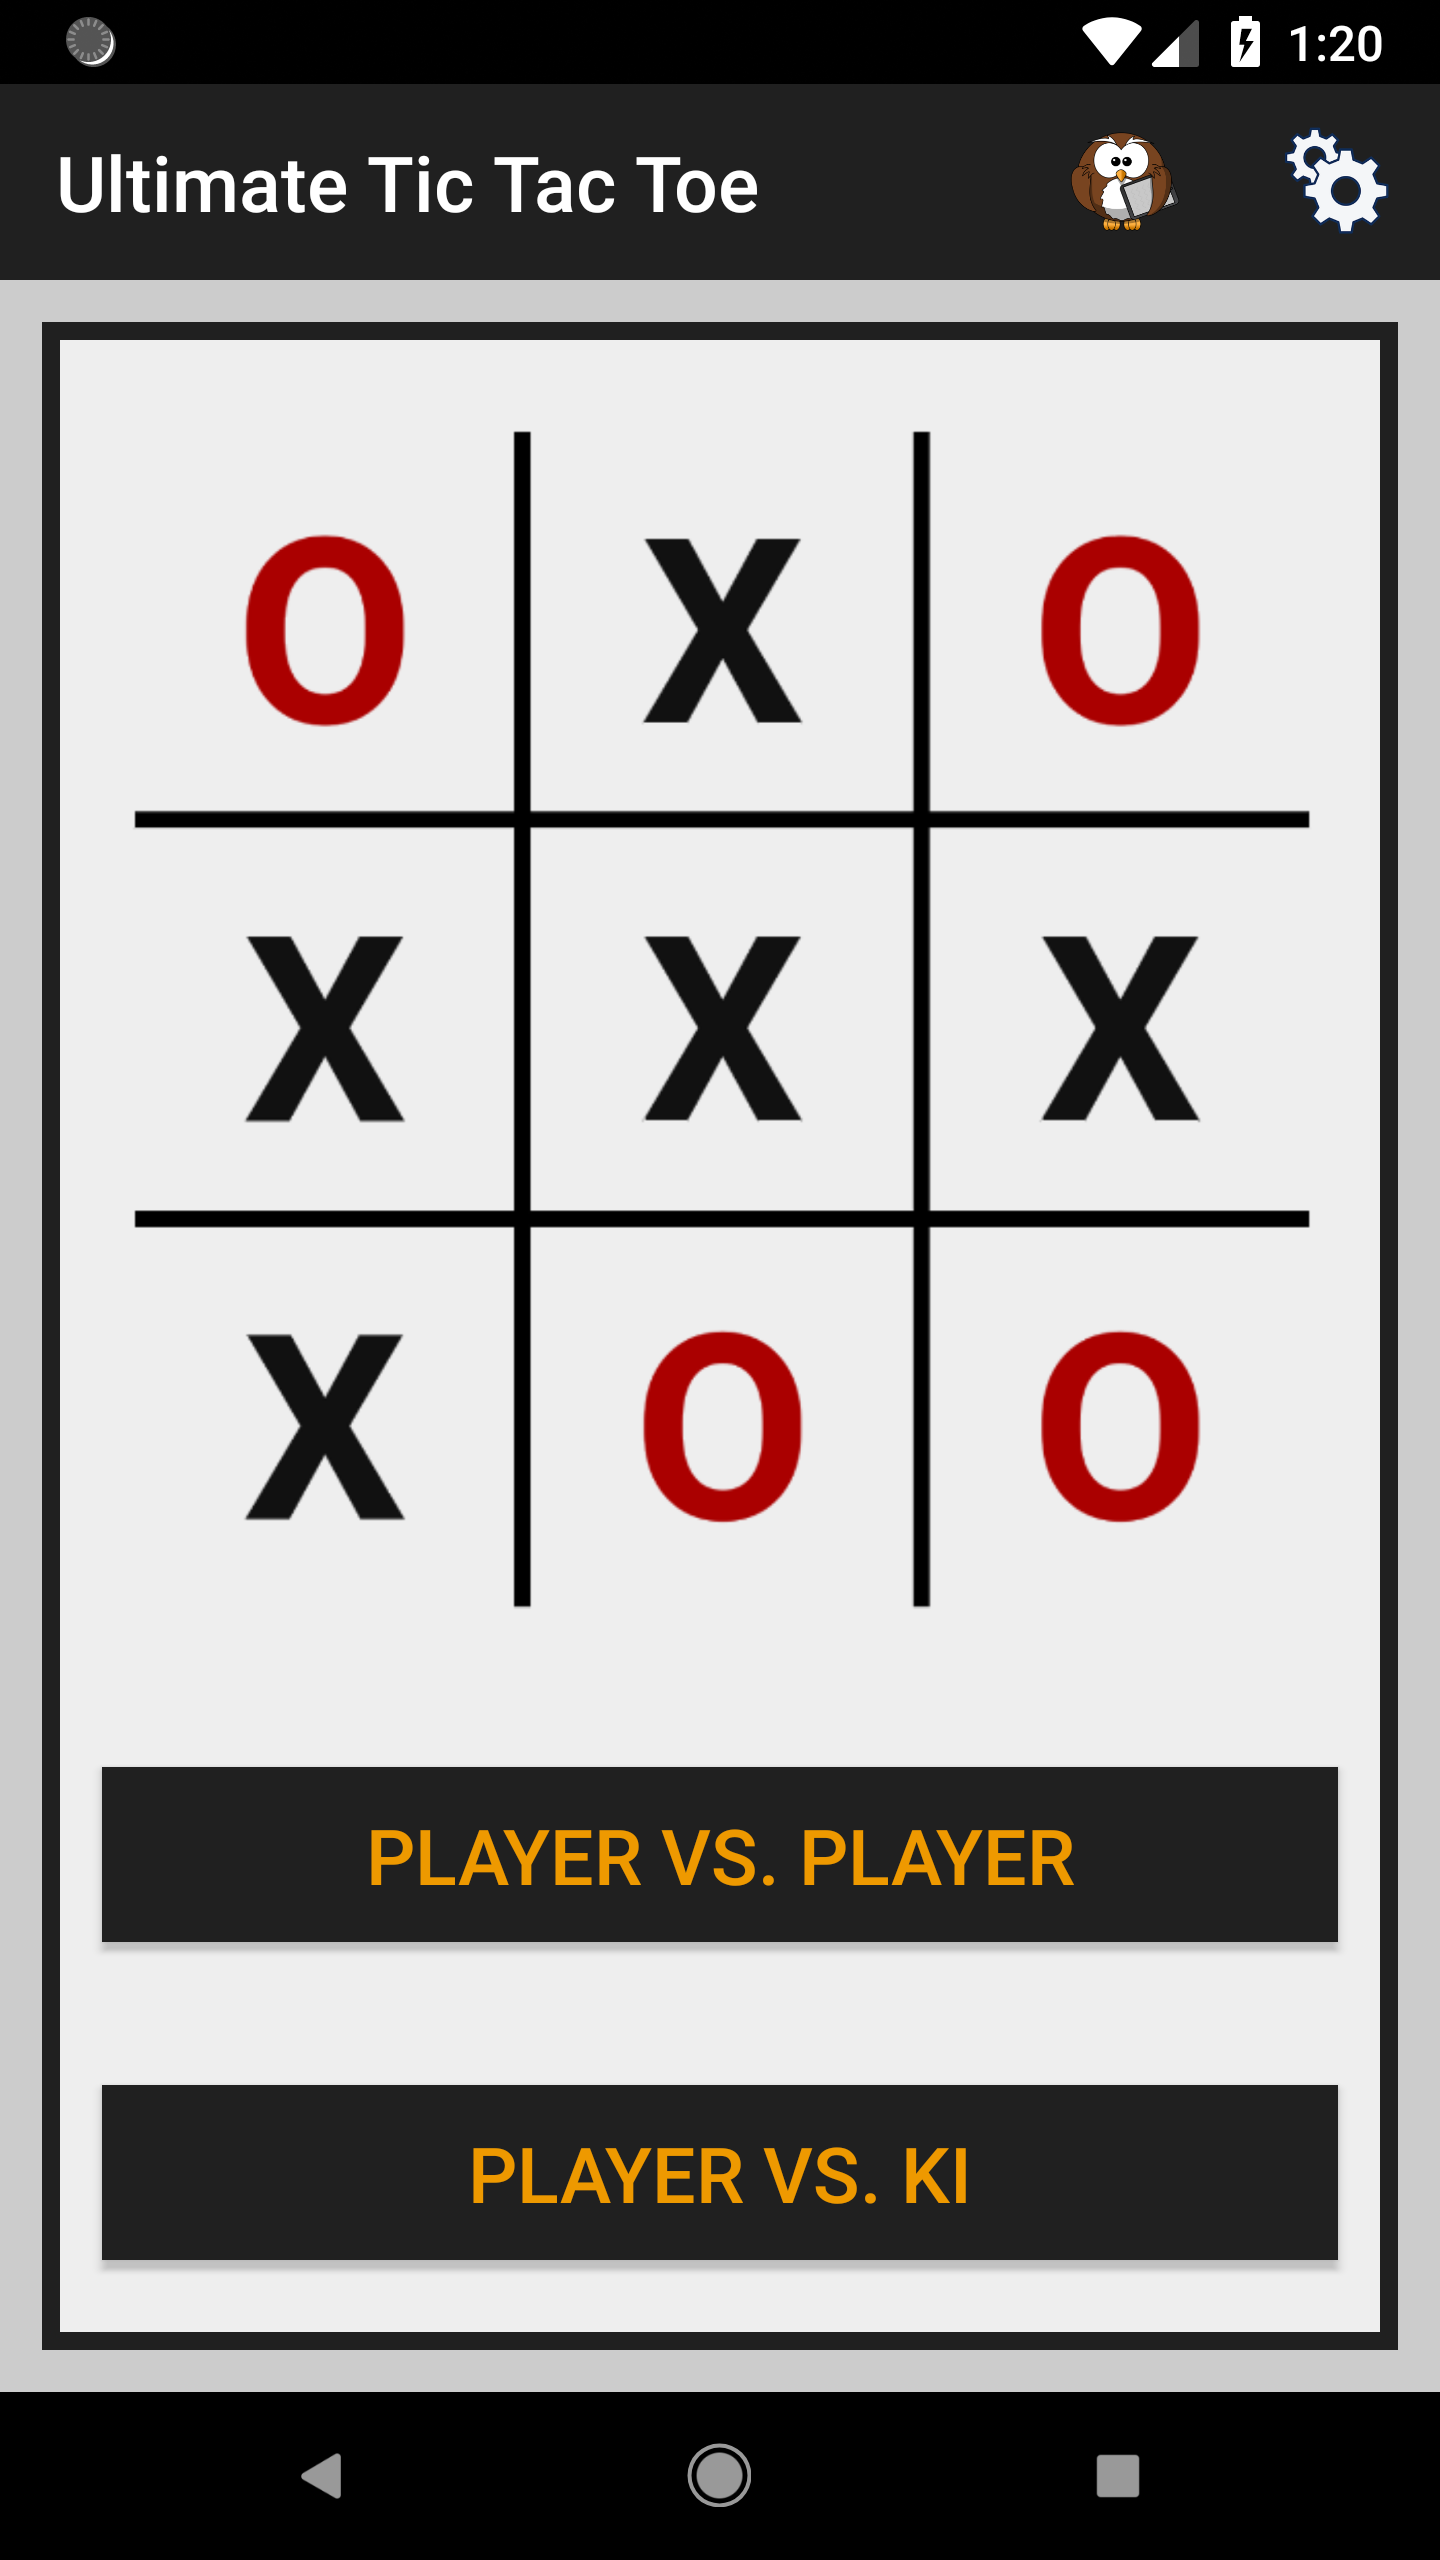 1:20
Ultimate Tic Tac Toe
O X O
X X X
X O O
PLAYER VS. PLAYER
PLAYER VS. KI